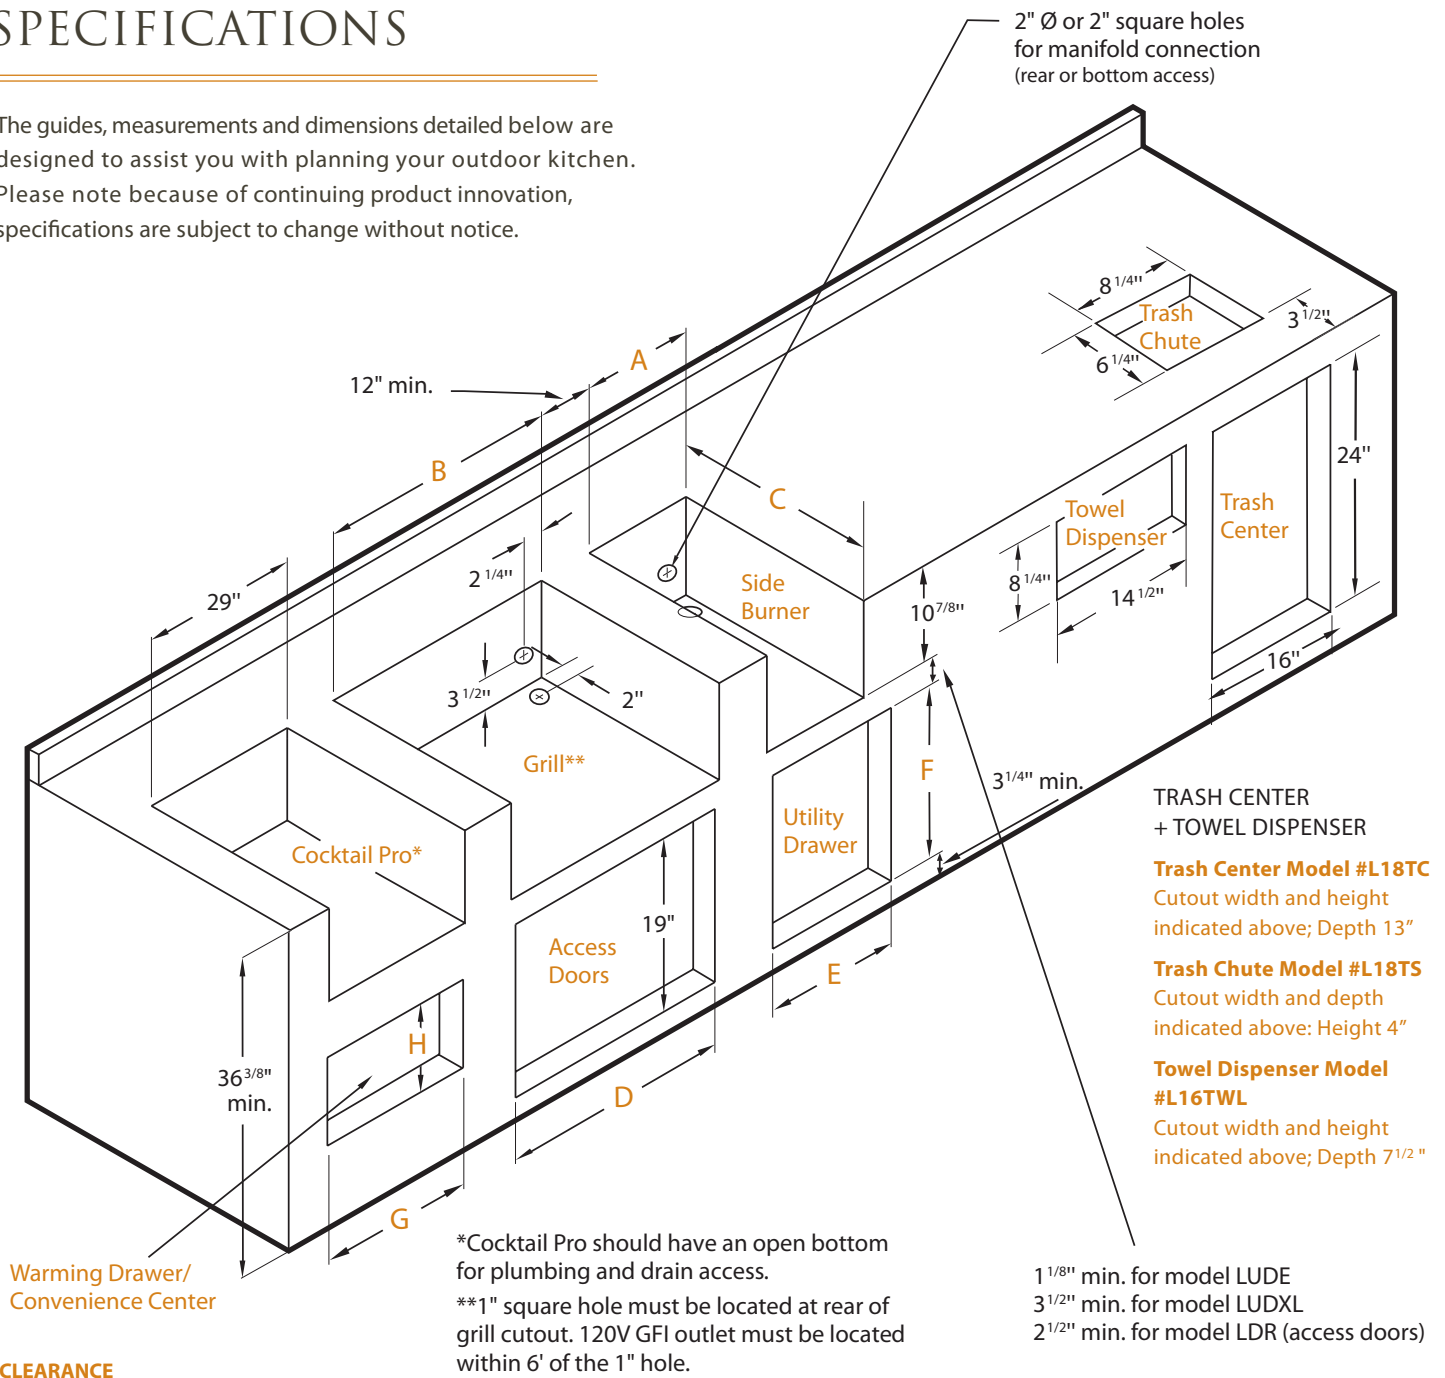 SPECIFICATIONS
The guides, measurements and dimensions detailed below are
designed to assist you with planning your outdoor kitchen.
Please note because of continuing product innovation,
specifications are subject to change without notice.
2" Ø or 2" square holes
for manifold connection
(rear or bottom access)
8 1/4"
Trash
Chute
3 1/2"
6 1/4"
A
12" min.
B
C
24"
Towel
Dispenser
Trash
Center
2 1/4"
8 1/4"
14 1/2"
29"
Side
Burner
10 7/8"
16"
3 1/2"
2"
Grill**
F
3 1/4" min.
Utility
Drawer
Cocktail Pro*
19"
Access
Doors
E
H
D
36 3/8"
min.
G
Warming Drawer/
Convenience Center
TRASH CENTER
+ TOWEL DISPENSER
Trash Center Model #L18TC
Cutout width and height
indicated above; Depth 13”
Trash Chute Model #L18TS
Cutout width and depth
indicated above: Height 4”
Towel Dispenser Model
#L16TWL
Cutout width and height
indicated above; Depth 7 1/2 "
*Cocktail Pro should have an open bottom
for plumbing and drain access.
**1" square hole must be located at rear of
grill cutout. 120V GFI outlet must be located
within 6' of the 1" hole.
1 1/8" min. for model LUDE
3 1/2" min. for model LUDXL
2 1/2" min. for model LDR (access doors)
CLEARANCE